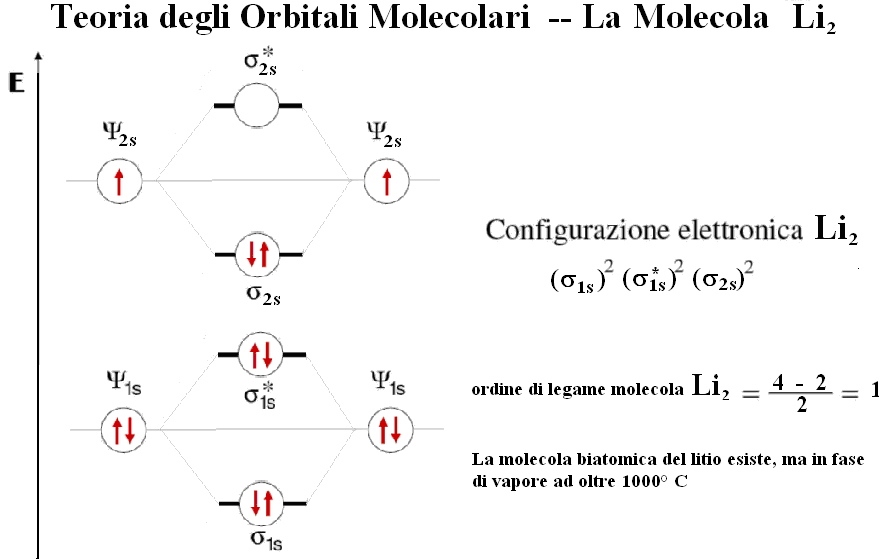 Teoria degli Orbitali Molecolari -- La Molecola Li₂
E
σ*₂s
Ψ₂s
Ψ₂s
σ₂s
Configurazione elettronica Li₂
(σ₁s)² (σ*₁s)² (σ₂s)²
Ψ₁s
σ*₁s
Ψ₁s
σ₁s
ordine di legame molecola Li₂ = 4 - 2 / 2 = 1
La molecola biatomica del litio esiste, ma in fase
di vapore ad oltre 1000° C